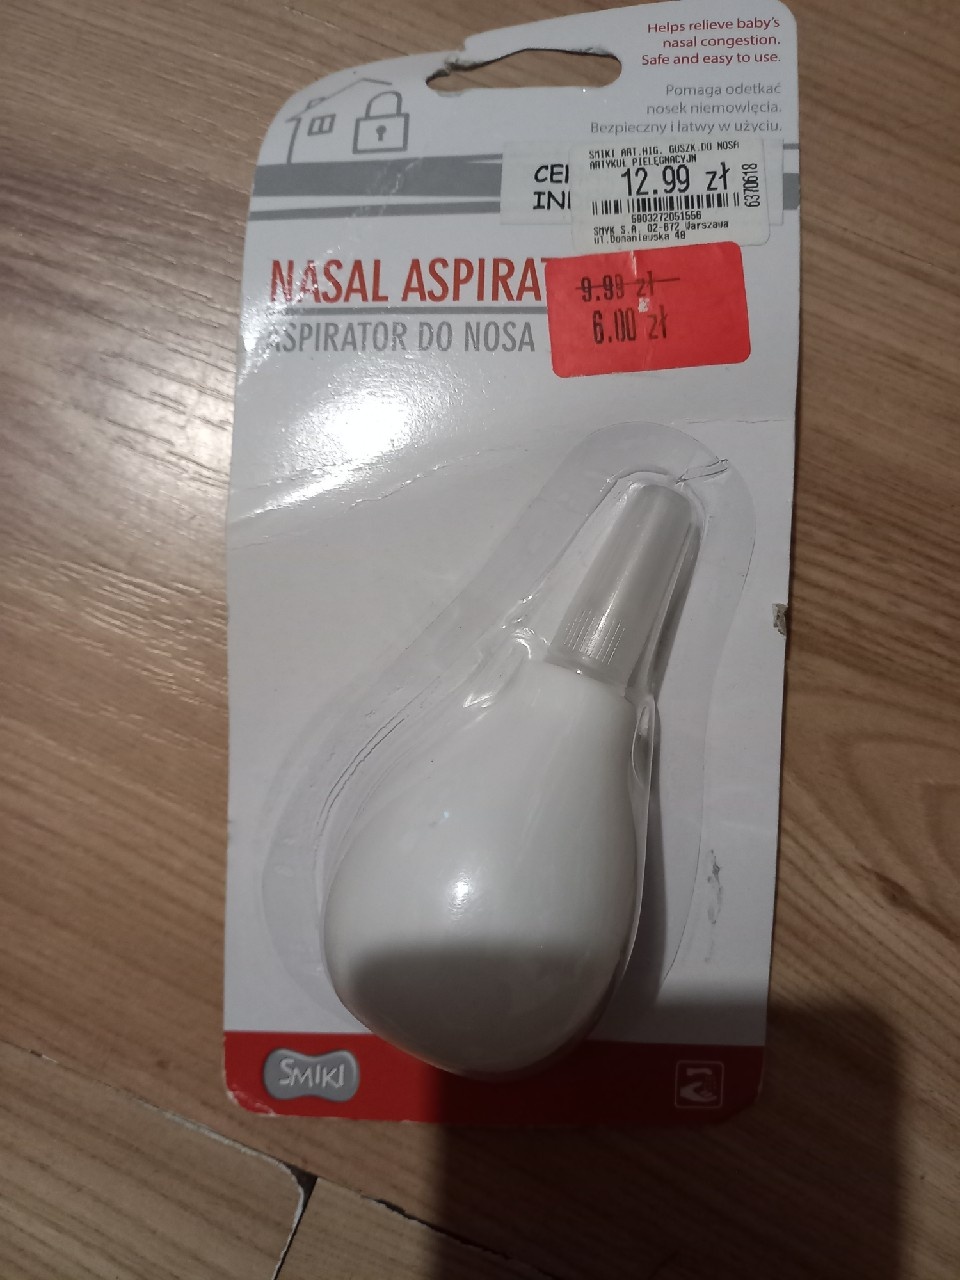 Helps relieve baby's
nasal congestion.
Safe and easy to use.
Pomaga odetkać
nosek niemowlęcia.
Bezpieczny i łatwy w użyciu.
SMIKI ART.HIG. GUSZK.DO NOSA
ARTYKUŁ PIELĘGNACYJN
12.99 zł
6370618
5903272051556
SMYK S.A. 02-672 Warszawa
ul.Domaniewska 48
CE
IN
NASAL ASPIRAT
9.99 zł
6.00 zł
ASPIRATOR DO NOSA
SMIKI